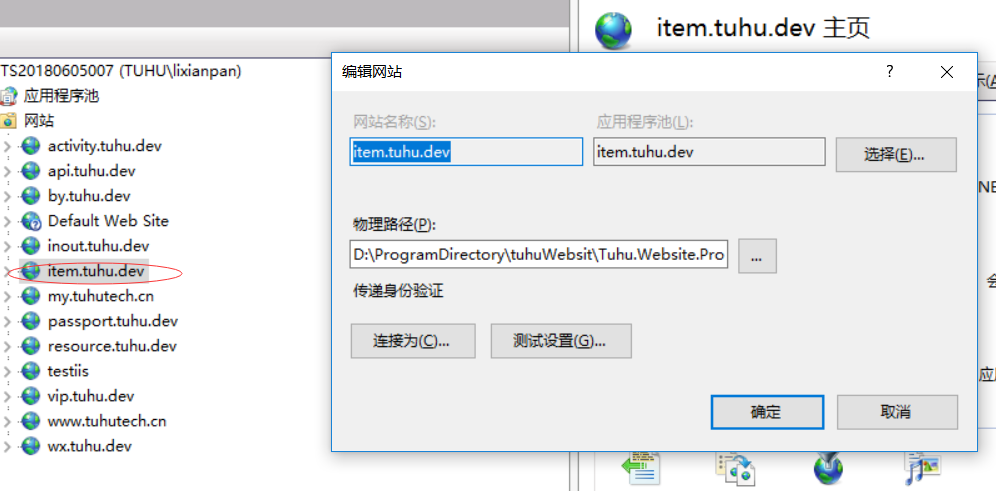 item.tuhu.dev 主页
TS20180605007 (TUHU\lixianpan)
应用程序池
网站
activity.tuhu.dev
api.tuhu.dev
by.tuhu.dev
Default Web Site
inout.tuhu.dev
item.tuhu.dev
my.tuhutech.cn
passport.tuhu.dev
resource.tuhu.dev
testiis
vip.tuhu.dev
www.tuhutech.cn
wx.tuhu.dev
编辑网站
? 
网站名称(S):
应用程序池(L):
item.tuhu.dev
item.tuhu.dev
选择(E)...
物理路径(P):
D:\ProgramDirectory\tuhuWebsit\Tuhu.Website.Pro
...
传递身份验证
连接为(C)...
测试设置(G)...
确定
取消
示(A
NE
会
应